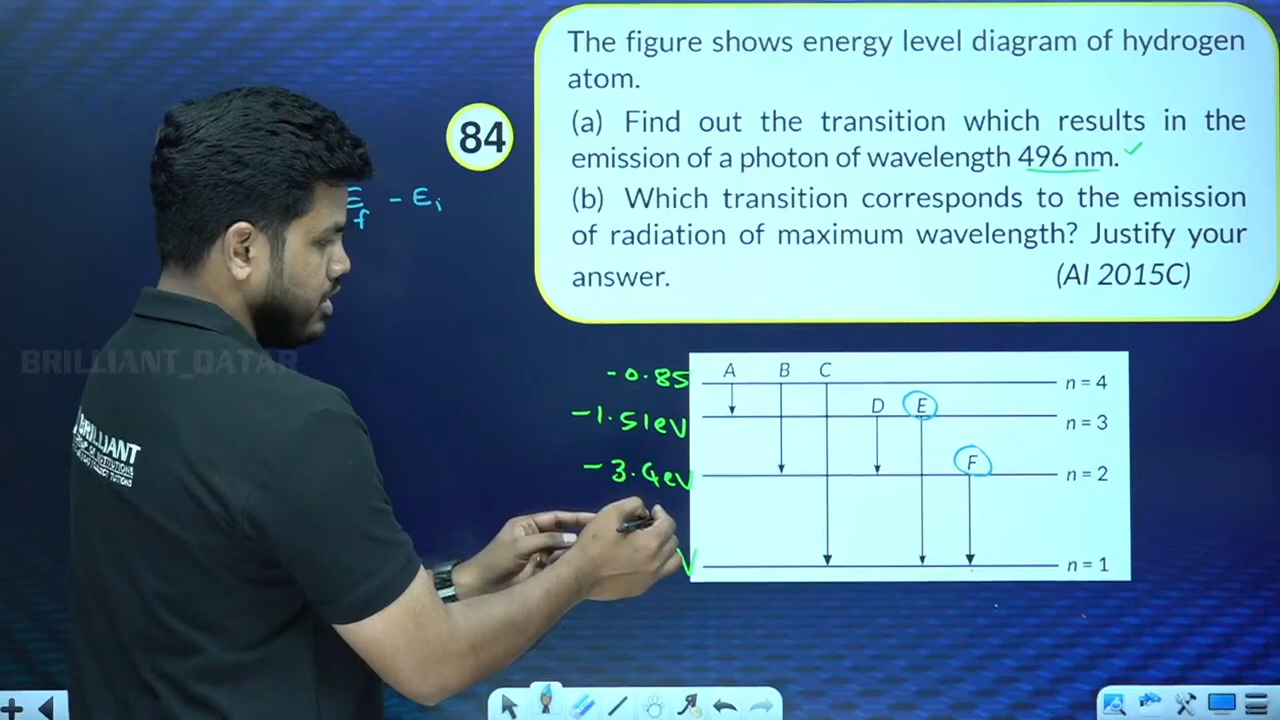 The figure shows energy level diagram of hydrogen
atom.
(a) Find out the transition which results in the
emission of a photon of wavelength 496 nm.
(b) Which transition corresponds to the emission
of radiation of maximum wavelength? Justify your
answer. (AI 2015C)
84
E_f - E_i
BRILLIANT_QATAR
BRILLIANT
-0.85
-1.51eV
-3.4eV
V
A B C
n = 4
D E
n = 3
F
n = 2
n = 1